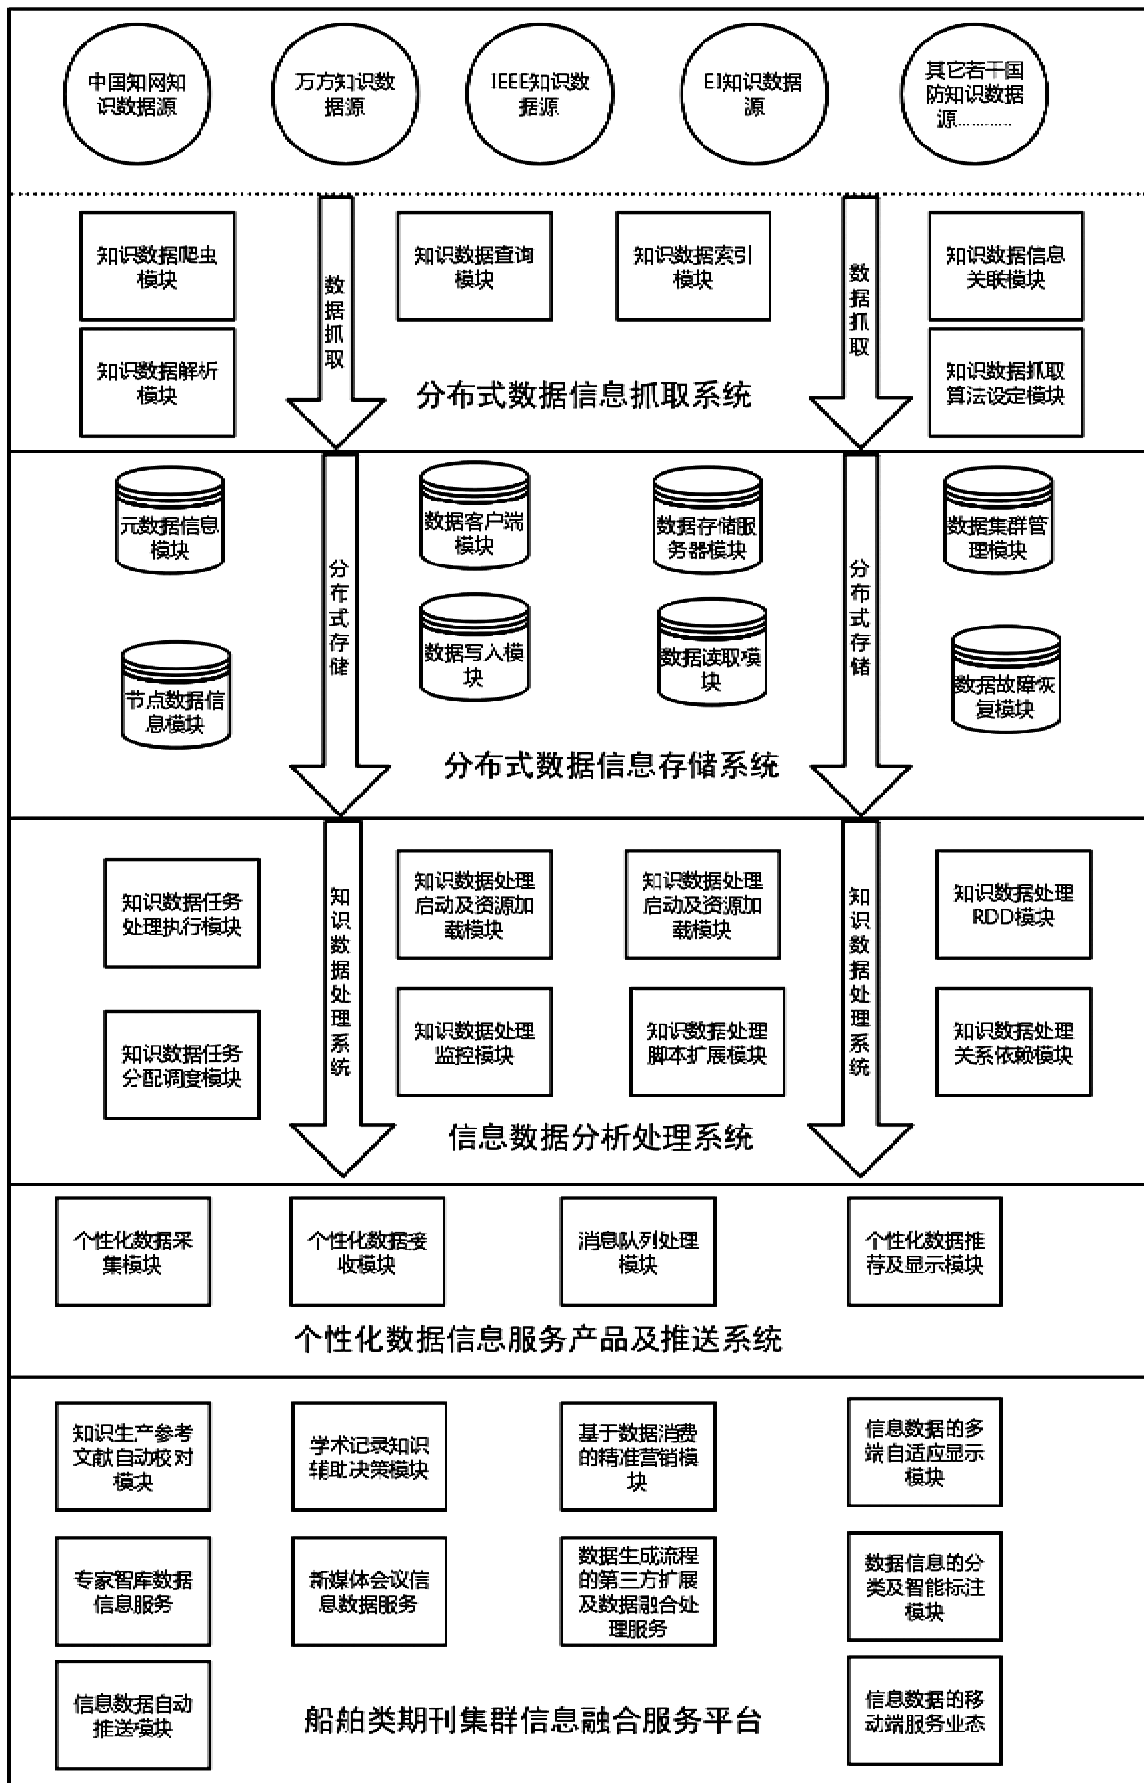 中国知网知
识数据源
万方知识数
据源
IEEE知识数
据源
EI知识数据
源
其它若干国
防知识数据
源............
知识数据爬虫
模块
数据抓取
知识数据查询
模块
知识数据索引
模块
数据抓取
知识数据信息
关联模块
知识数据解析
模块
分布式数据信息抓取系统
知识数据抓取
算法设定模块
元数据信息
模块
分布式存储
数据客户端
模块
数据存储服
务器模块
分布式存储
数据集群管
理模块
节点数据信
息模块
数据写入模
块
数据读取模
块
数据故障恢
复模块
分布式数据信息存储系统
知识数据任务
处理执行模块
知识数据处理系统
知识数据处理
启动及资源加
载模块
知识数据处理
启动及资源加
载模块
知识数据处理系统
知识数据处理
RDD模块
知识数据任务
分配调度模块
知识数据处理
监控模块
知识数据处理
脚本扩展模块
知识数据处理
关系依赖模块
信息数据分析处理系统
个性化数据采
集模块
个性化数据接
收模块
消息队列处理
模块
个性化数据推
荐及显示模块
个性化数据信息服务产品及推送系统
知识生产参考
文献自动校对
模块
学术记录知识
辅助决策模块
基于数据消费
的精准营销模
块
信息数据的多
端自适应显示
模块
专家智库数据
信息服务
新媒体会议信
息数据服务
数据生成流程
的第三方扩展
及数据融合处
理服务
数据信息的分
类及智能标注
模块
信息数据自动
推送模块
船舶类期刊集群信息融合服务平台
信息数据的移
动端服务业态